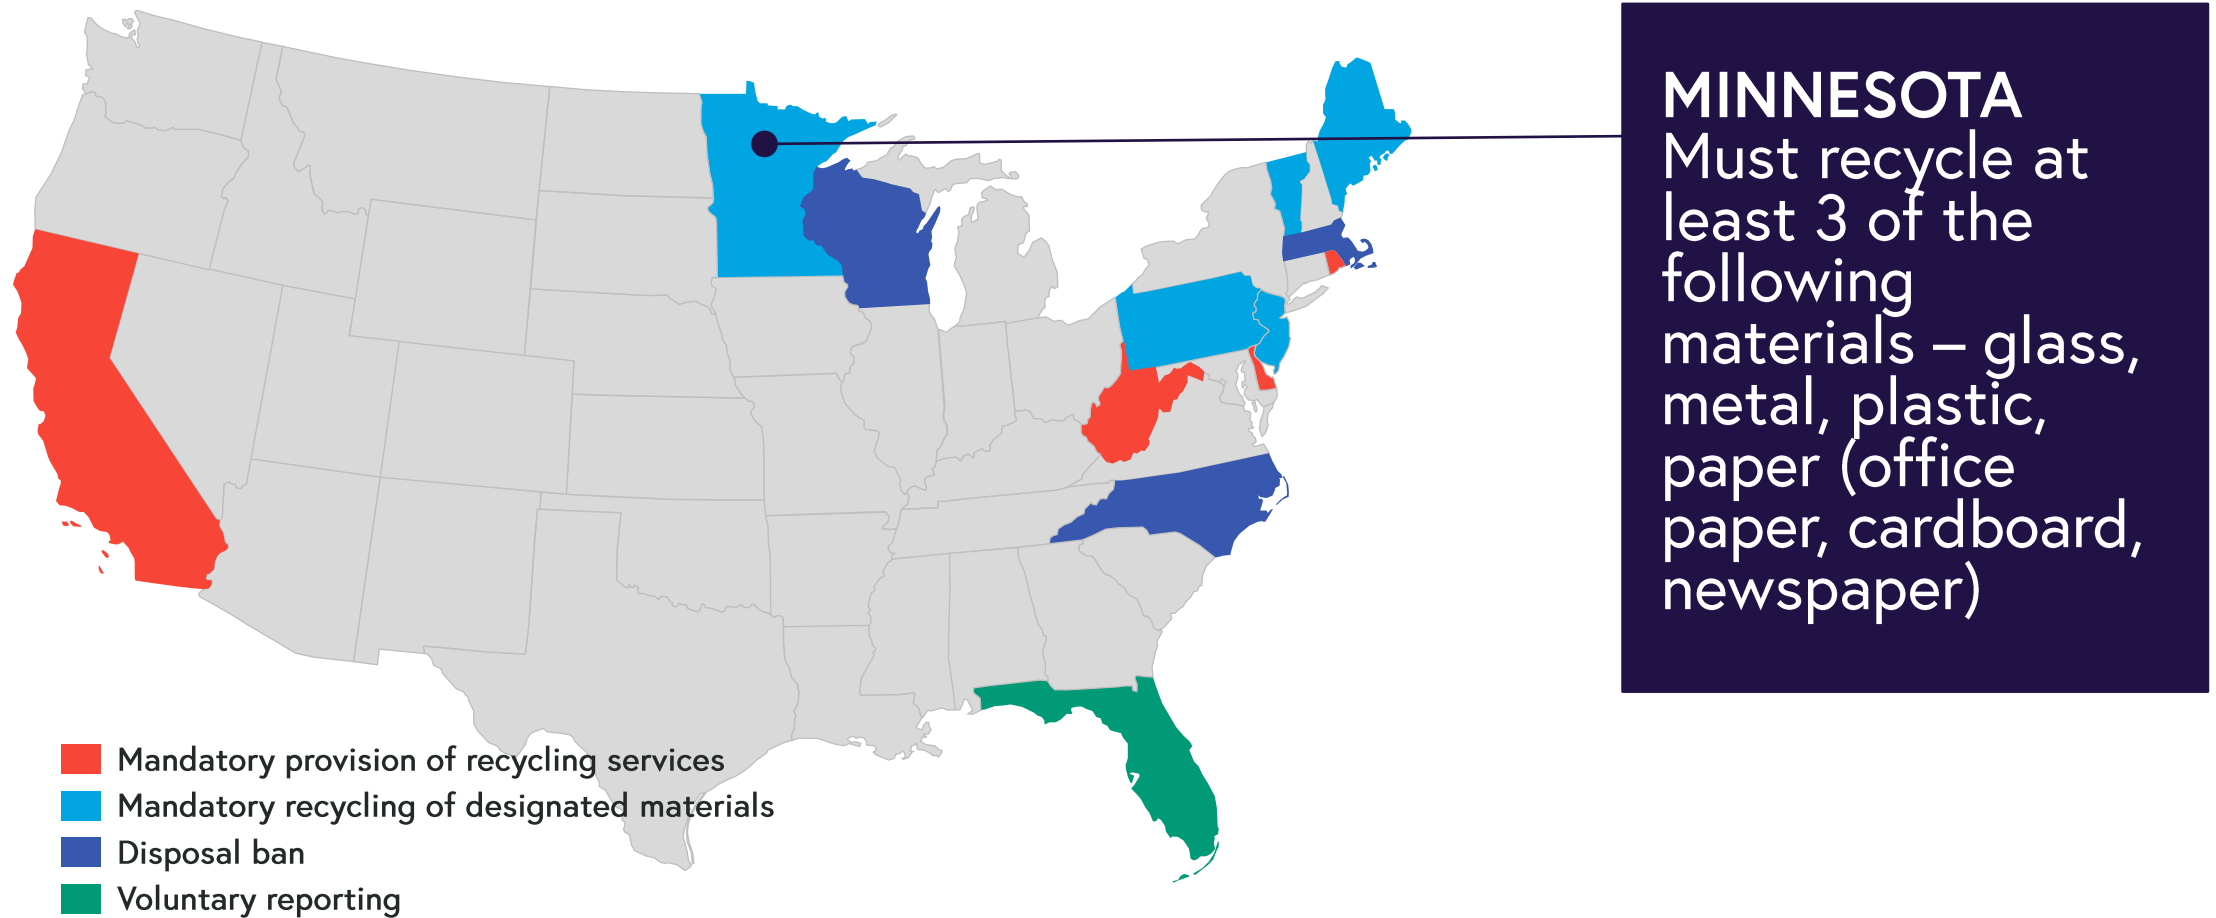 MINNESOTA
Must recycle at
least 3 of the
following
materials – glass,
metal, plastic,
paper (office
paper, cardboard,
newspaper)
Mandatory provision of recycling services
Mandatory recycling of designated materials
Disposal ban
Voluntary reporting